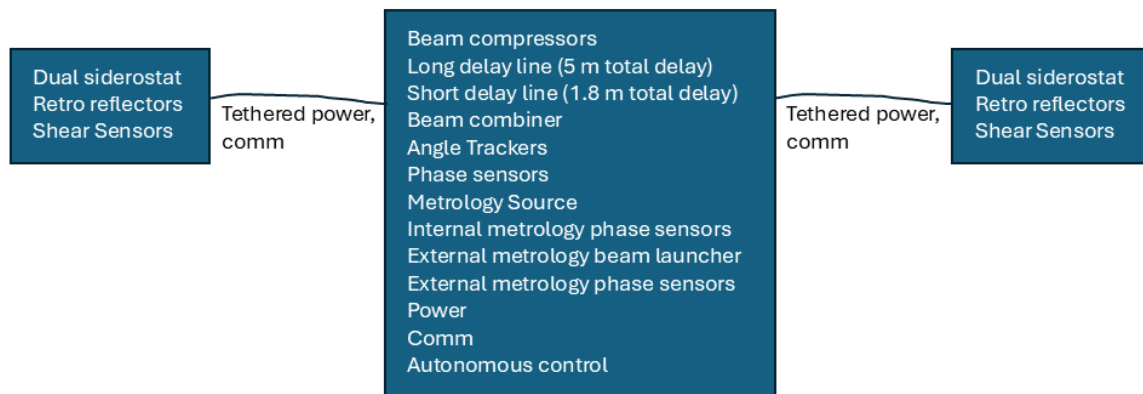 Dual siderostat
Retro reflectors
Shear Sensors
Tethered power,
comm
Beam compressors
Long delay line (5 m total delay)
Short delay line (1.8 m total delay)
Beam combiner
Angle Trackers
Phase sensors
Metrology Source
Internal metrology phase sensors
External metrology beam launcher
External metrology phase sensors
Power
Comm
Autonomous control
Tethered power,
comm
Dual siderostat
Retro reflectors
Shear Sensors